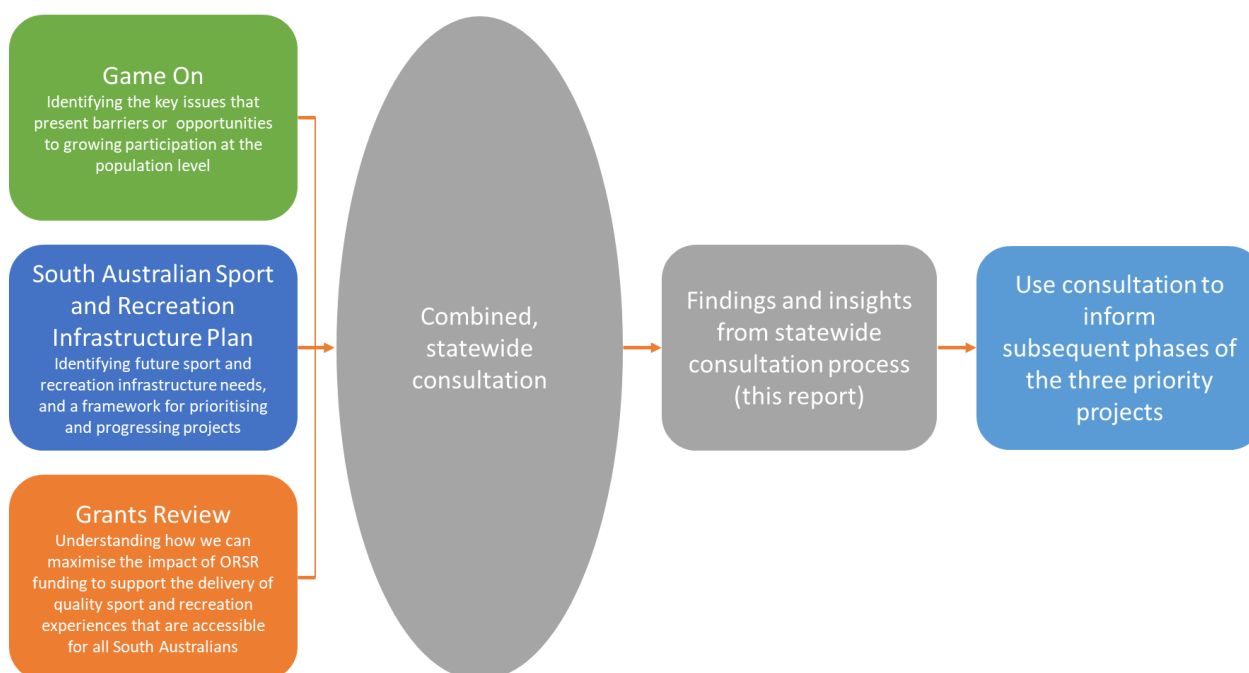 Game On
Identifying the key issues that
present barriers or opportunities
to growing participation at the
population level
South Australian Sport
and Recreation
Infrastructure Plan
Identifying future sport and
recreation infrastructure needs,
and a framework for prioritising
and progressing projects
Grants Review
Understanding how we can
maximise the impact of ORSR
funding to support the delivery of
quality sport and recreation
experiences that are accessible
for all South Australians
Combined,
statewide
consultation
Findings and insights
from statewide
consultation process
(this report)
Use consultation to
inform
subsequent phases of
the three priority
projects